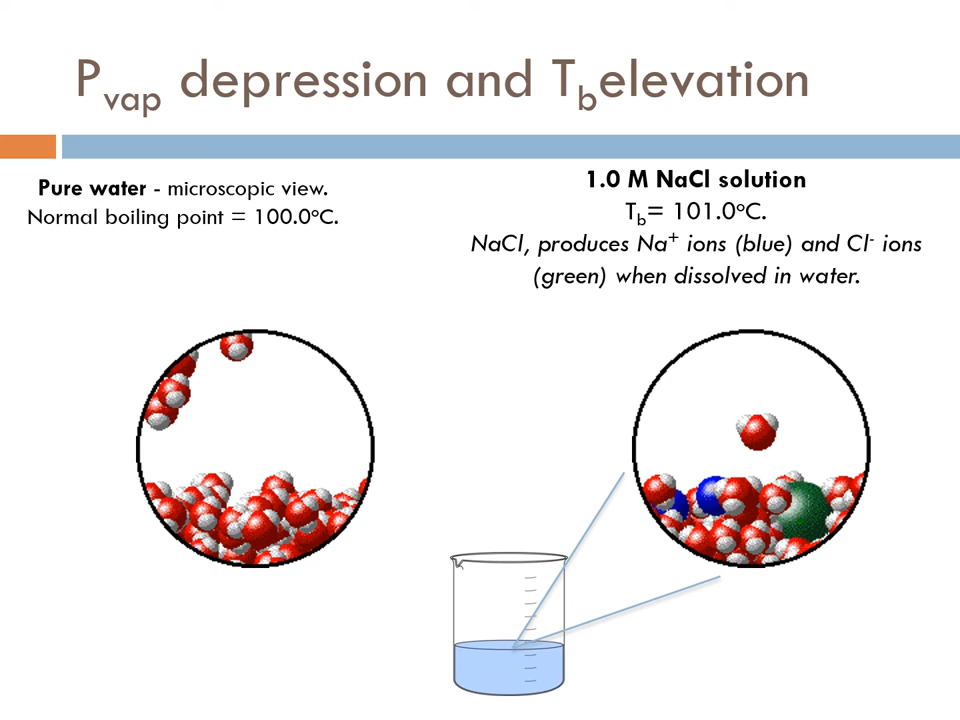 Pvap depression and Tbelevation
Pure water - microscopic view.
Normal boiling point = 100.0oC.
1.0 M NaCl solution
Tb= 101.0oC.
NaCl, produces Na+ ions (blue) and Cl- ions
(green) when dissolved in water.